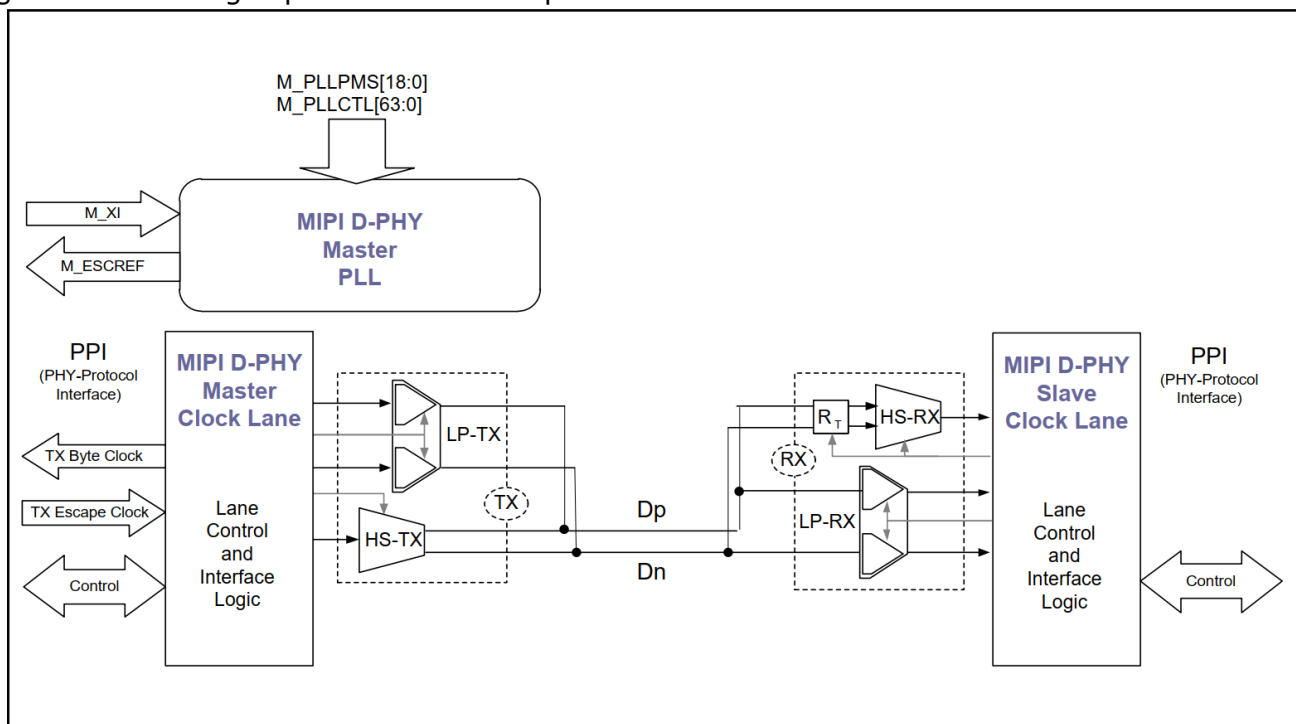 M_PLLPMS[18:0]
M_PLLCTL[63:0]
M_XI
M_ESCREF
MIPI D-PHY
Master
PLL
PPI
(PHY-Protocol
Interface)
TX Byte Clock
TX Escape Clock
Control
MIPI D-PHY
Master
Clock Lane
Lane
Control
and
Interface
Logic
LP-TX
HS-TX
TX
Dp
Dn
RX
RT
HS-RX
LP-RX
MIPI D-PHY
Slave
Clock Lane
Lane
Control
and
Interface
Logic
PPI
(PHY-Protocol
Interface)
Control